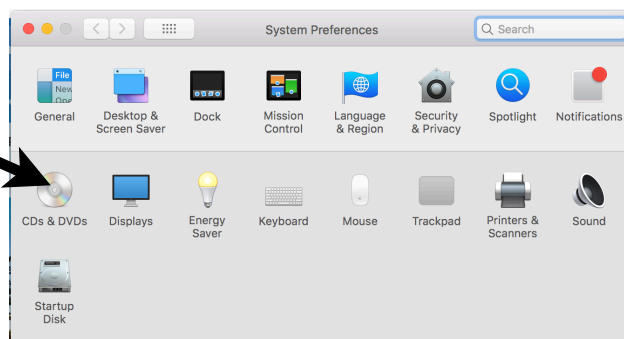 System Preferences
Search
File
New
Ope
General
Desktop &
Screen Saver
Dock
Mission
Control
Language
& Region
Security
& Privacy
Spotlight
Notifications
CDs & DVDs
Displays
Energy
Saver
Keyboard
Mouse
Trackpad
Printers &
Scanners
Sound
Startup
Disk